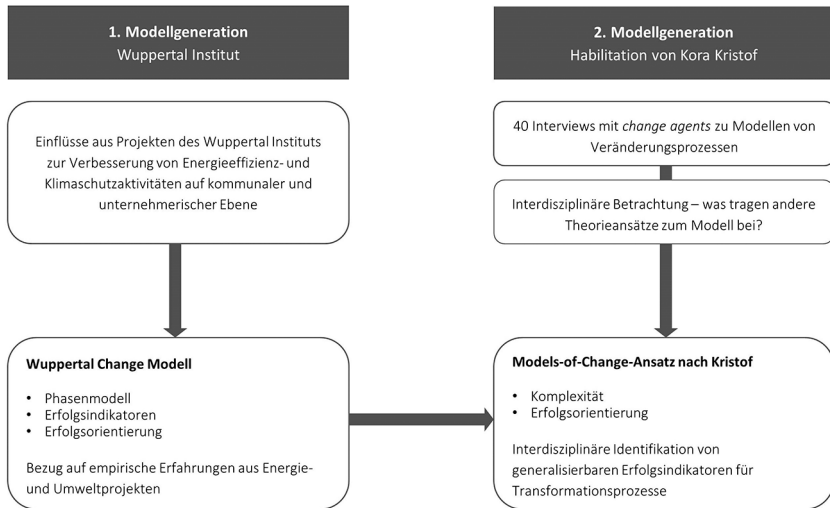 1. Modellgeneration
Wuppertal Institut
Einflüsse aus Projekten des Wuppertal Instituts
zur Verbesserung von Energieeffizienz- und
Klimaschutzaktivitäten auf kommunaler und
unternehmerischer Ebene
Wuppertal Change Modell
• Phasenmodell
• Erfolgsindikatoren
• Erfolgsorientierung
Bezug auf empirische Erfahrungen aus Energie-
und Umweltprojekten
2. Modellgeneration
Habilitation von Kora Kristof
40 Interviews mit change agents zu Modellen von
Veränderungsprozessen
Interdisziplinäre Betrachtung – was tragen andere
Theorieansätze zum Modell bei?
Models-of-Change-Ansatz nach Kristof
• Komplexität
• Erfolgsorientierung
Interdisziplinäre Identifikation von
generalisierbaren Erfolgsindikatoren für
Transformationsprozesse